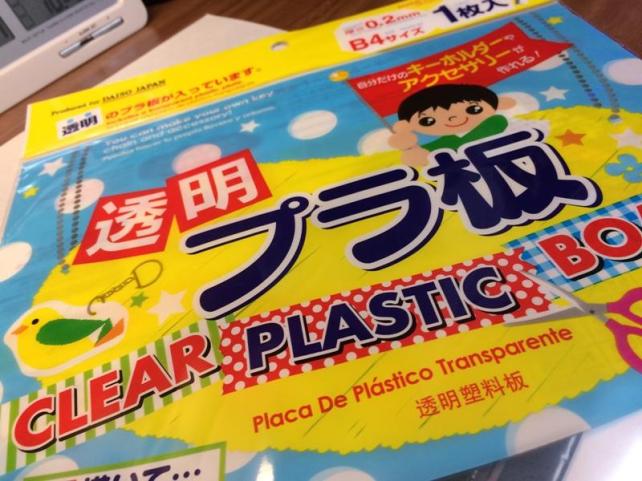 厚さ0.2mm
B4サイズ
1枚入
Produced for DAISO JAPAN
透明のプラ板が入っています。
You can make your own key
chain and accessory!
自分だけの
キーホルダーや
アクセサリーが
作れる!
透明
プラ板
CLEAR PLASTIC BO
Placa De Plástico Transparente
透明塑料板
描いて…